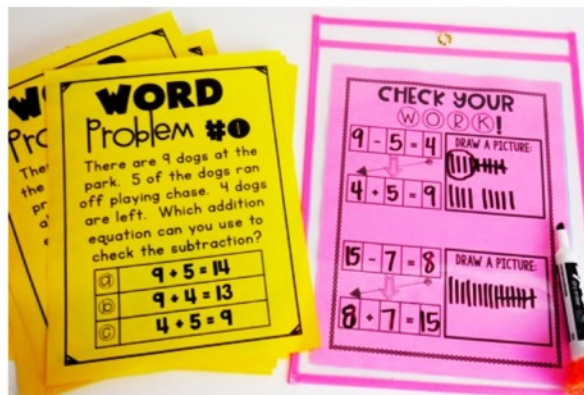 WORD
Problem #1
There are 9 dogs at the
park. 5 of the dogs ran
off playing chase. 4 dogs
are left. Which addition
equation can you use to
check the subtraction?
a 9 + 5 = 14
b 9 + 4 = 13
c 4 + 5 = 9
CHECK YOUR
WORK!
9 - 5 = 4
DRAW A PICTURE:
4 + 5 = 9
15 - 7 = 8
DRAW A PICTURE:
8 + 7 = 15